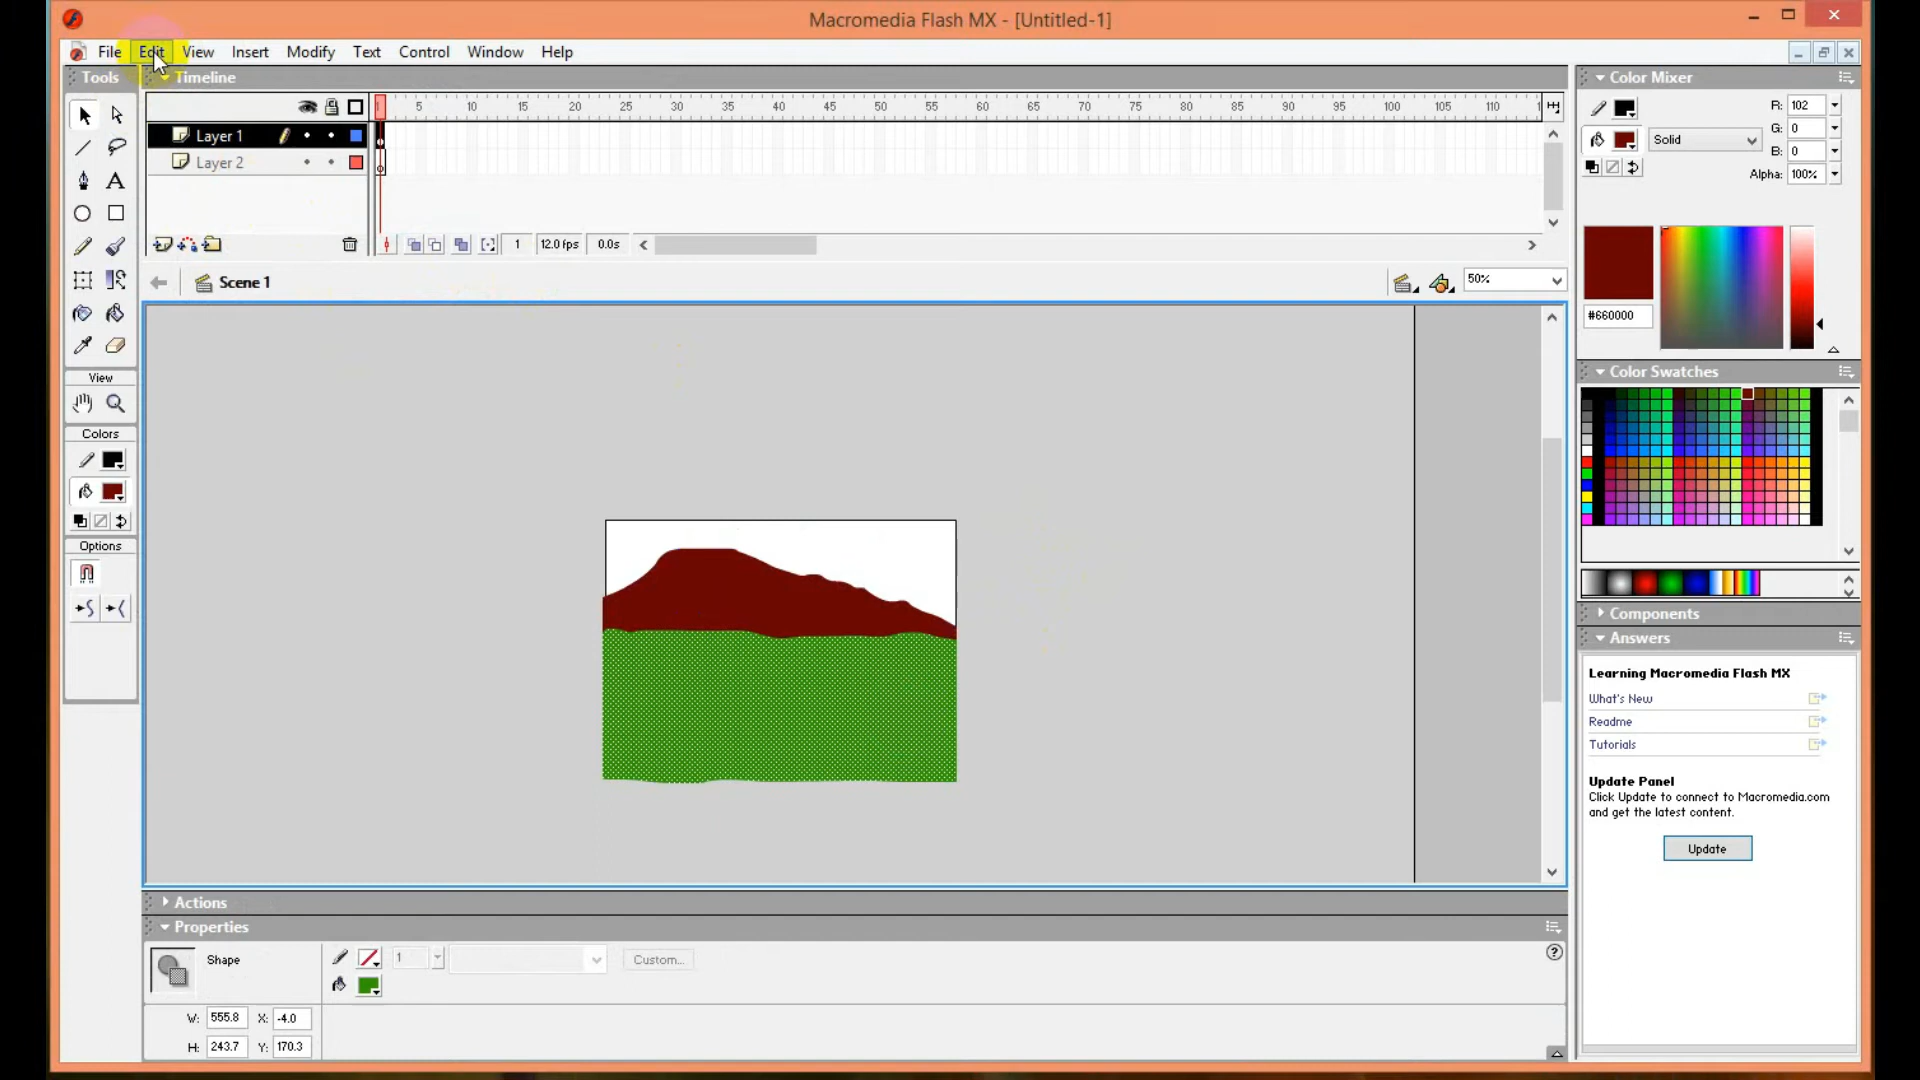 Macromedia Flash MX - [Untitled-1]
File Edit View Insert Modify Text Control Window Help
Tools
Timeline
Color Mixer
1 5 10 15 20 25 30 35 40 45 50 55 60 65 70 75 80 85 90 95 100 105 110 1
Layer 1
Layer 2
R: 102
G: 0
B: 0
Alpha: 100%
Solid
1 12.0 fps 0.0s
Scene 1
50%
#660000
View
Colors
Options
Color Swatches
Components
Answers
Learning Macromedia Flash MX
What's New
Readme
Tutorials
Update Panel
Click Update to connect to Macromedia.com
and get the latest content.
Update
Actions
Properties
Shape
1
Custom...
W: 555.8 X: -4.0
H: 243.7 Y: 170.3